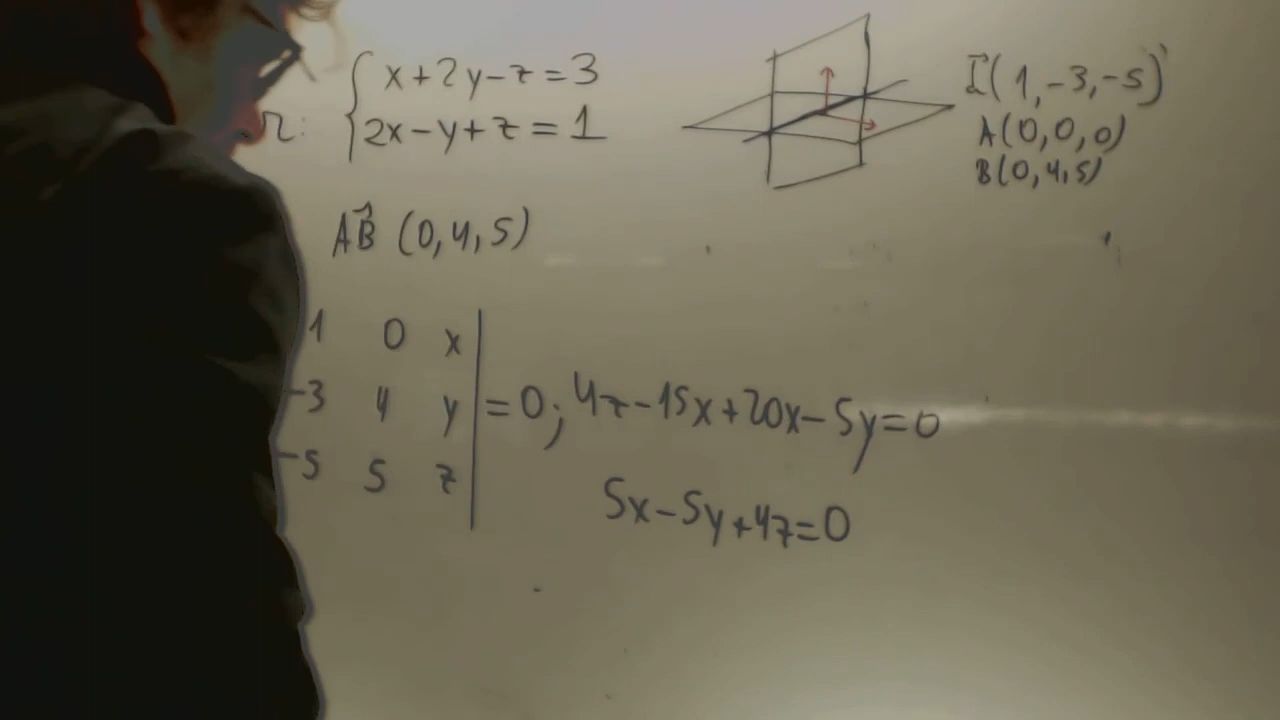 r: { x+2y-z=3
2x-y+z=1
I⃗(1,-3,-5)
A(0,0,0)
B(0,4,5)
AB⃗ (0,4,5)
1 0 x
-3 4 y
-5 5 z
| =0; 4z-15x+20x-5y=0
5x-5y+4z=0